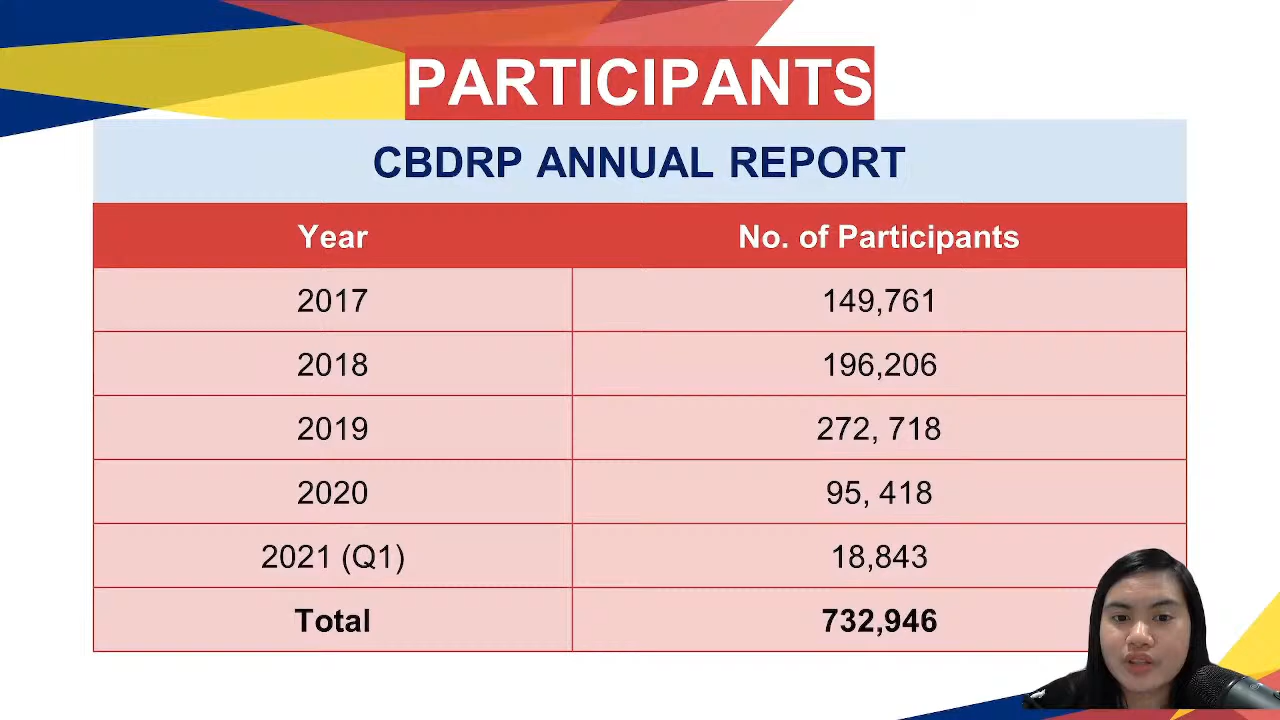 PARTICIPANTS
CBDRP ANNUAL REPORT
Year No. of Participants
2017 149,761
2018 196,206
2019 272, 718
2020 95, 418
2021 (Q1) 18,843
Total 732,946